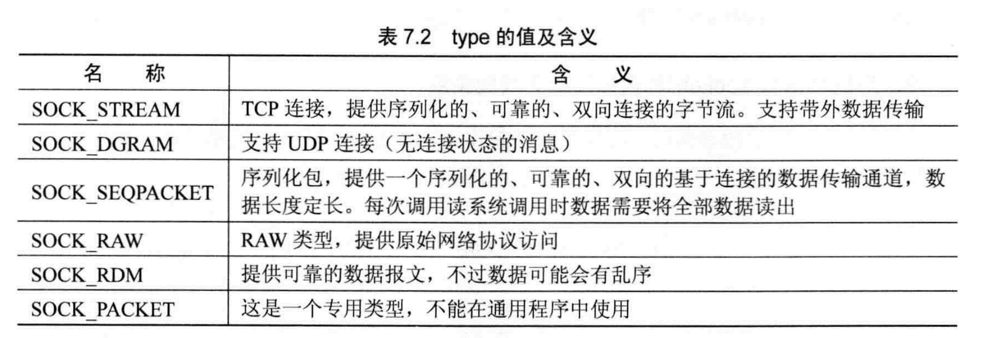 表 7.2 type 的值及含义
名 称 含 义
SOCK_STREAM TCP 连接，提供序列化的、可靠的、双向连接的字节流。支持带外数据传输
SOCK_DGRAM 支持 UDP 连接（无连接状态的消息）
SOCK_SEQPACKET 序列化包，提供一个序列化的、可靠的、双向的基于连接的数据传输通道，数
据长度定长。每次调用读系统调用时数据需要将全部数据读出
SOCK_RAW RAW 类型，提供原始网络协议访问
SOCK_RDM 提供可靠的数据报文，不过数据可能会有乱序
SOCK_PACKET 这是一个专用类型，不能在通用程序中使用